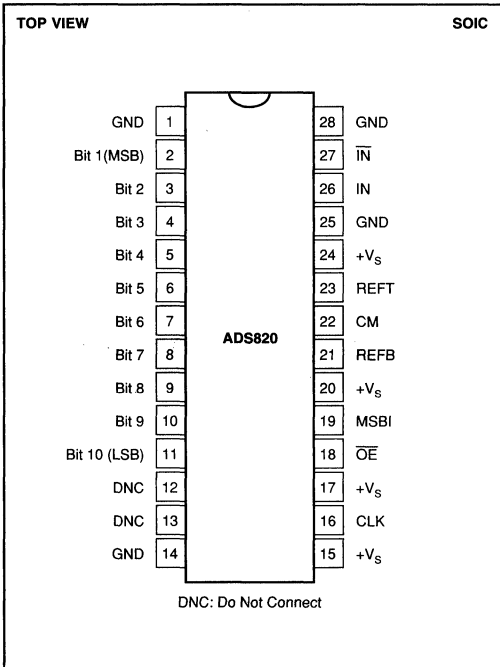 TOP VIEW SOIC
GND 1 28 GND
Bit 1(MSB) 2 27 I̅N̅
Bit 2 3 26 IN
Bit 3 4 25 GND
Bit 4 5 24 +VS
Bit 5 6 23 REFT
Bit 6 7 22 CM
ADS820
Bit 7 8 21 REFB
Bit 8 9 20 +VS
Bit 9 10 19 MSBI
Bit 10 (LSB) 11 18 O̅E̅
DNC 12 17 +VS
DNC 13 16 CLK
GND 14 15 +VS
DNC: Do Not Connect